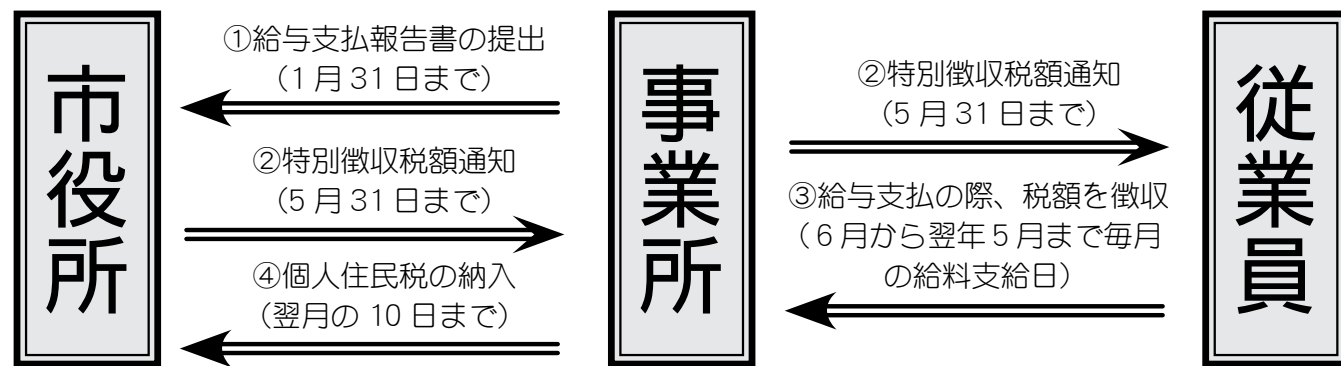 市役所
①給与支払報告書の提出
(1月31日まで)
②特別徴収税額通知
(5月31日まで)
④個人住民税の納入
(翌月の 10 日まで)
事業所
②特別徴収税額通知
(5月31日まで)
③給与支払の際、税額を徴収
(6月から翌年5月まで毎月
の給料支給日)
従業員